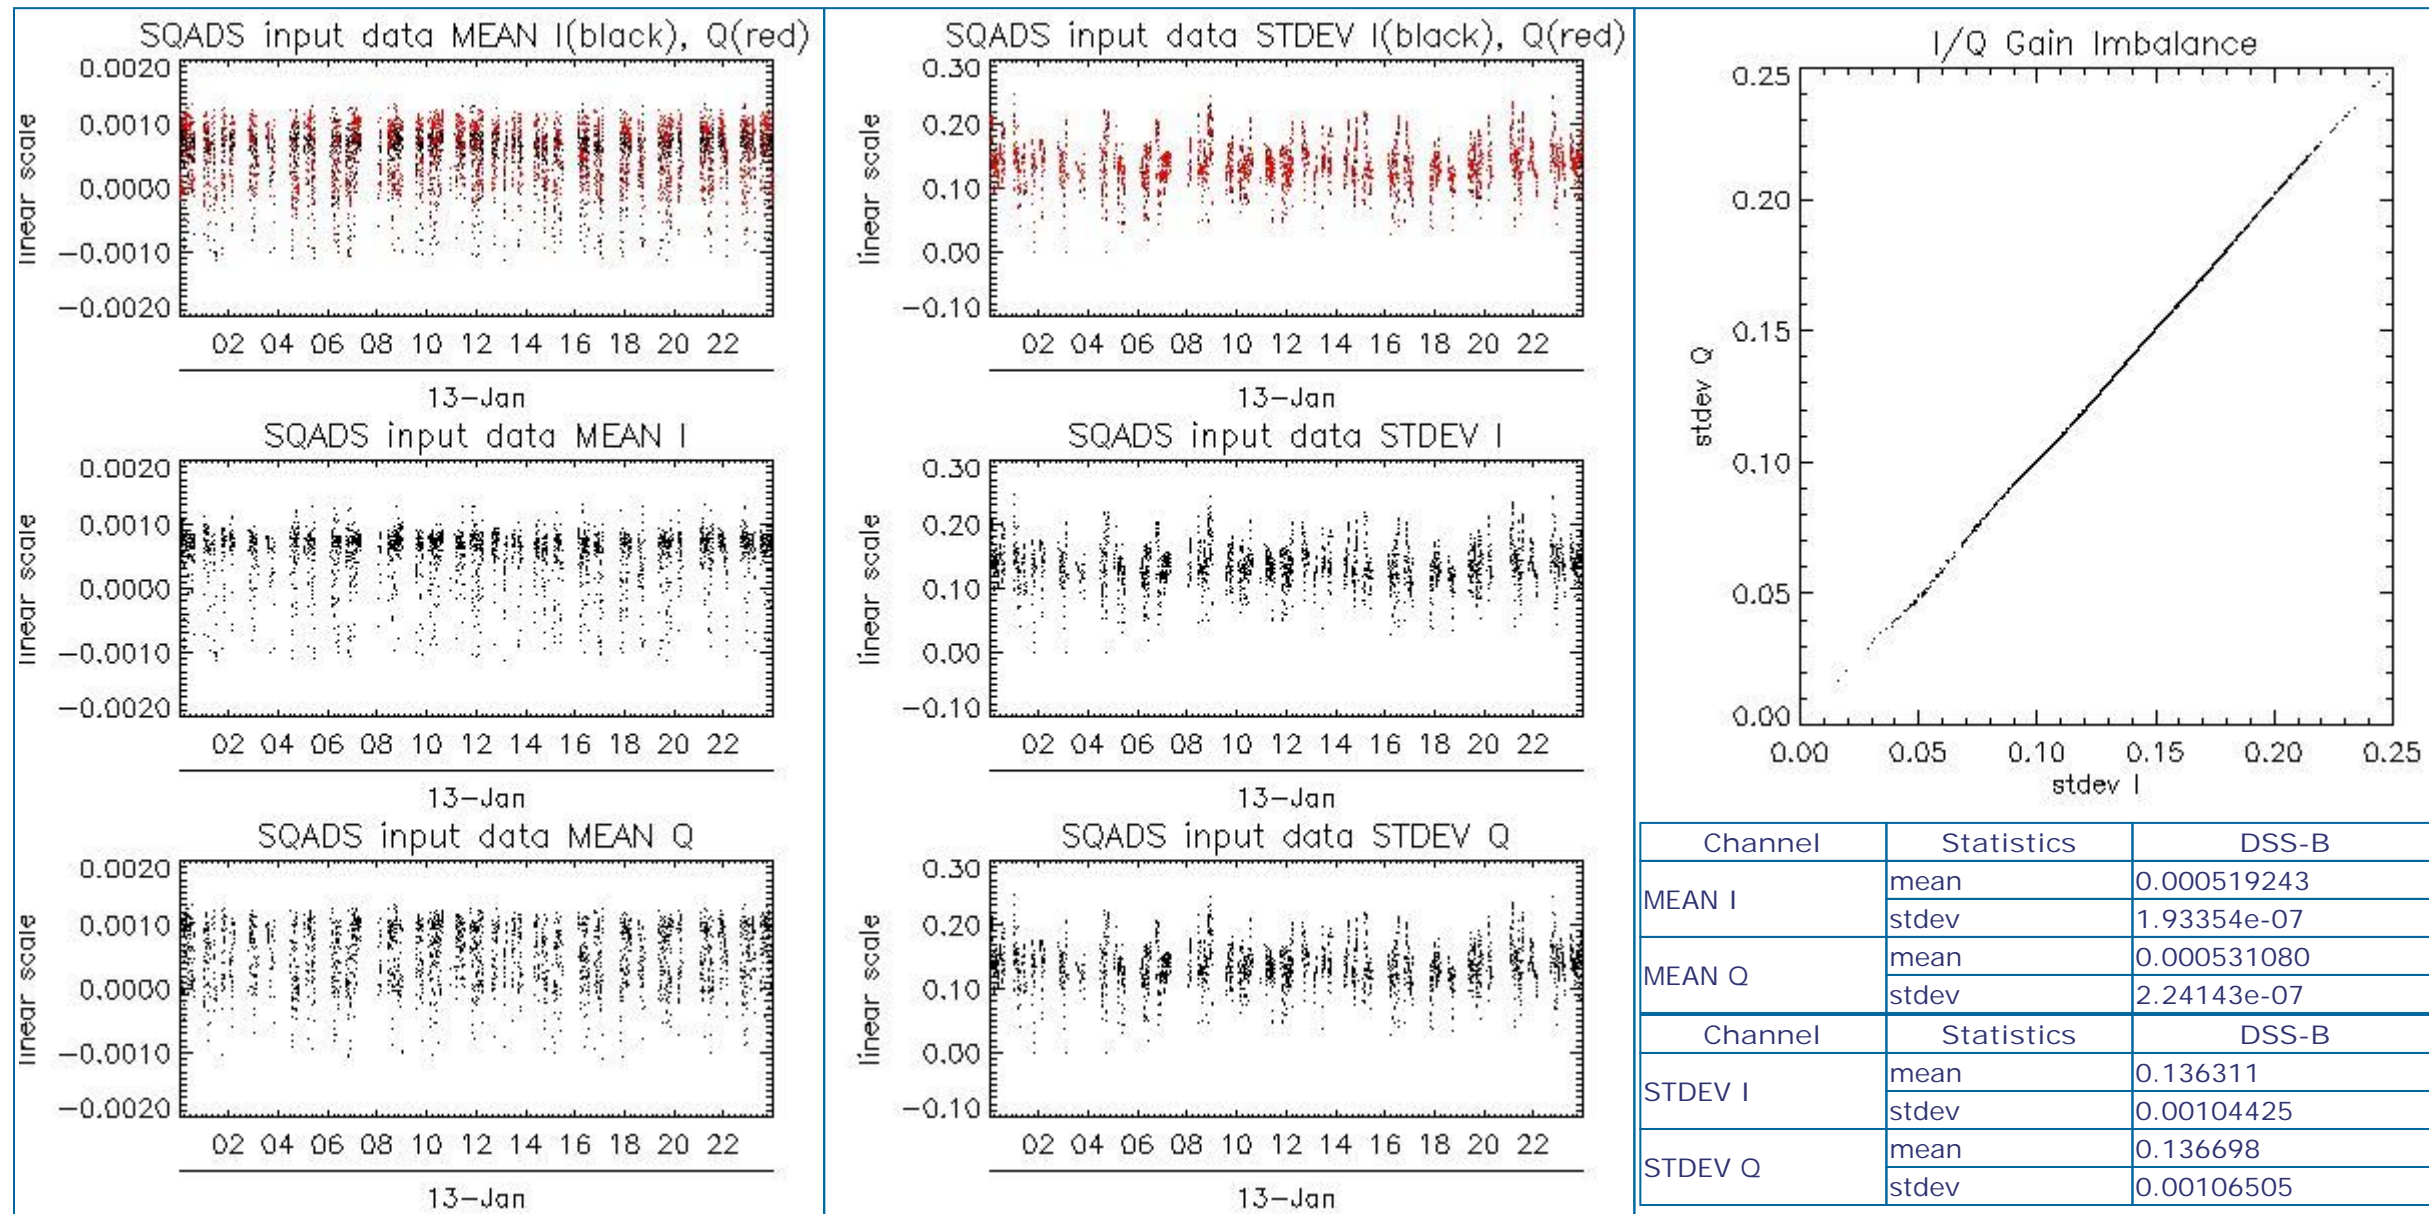 SQADS input data MEAN I(black), Q(red)
0.0020
0.0010
0.0000
−0.0010
−0.0020
linear scale
02 04 06 08 10 12 14 16 18 20 22
13−Jan
SQADS input data MEAN I
0.0020
0.0010
0.0000
−0.0010
−0.0020
linear scale
02 04 06 08 10 12 14 16 18 20 22
13−Jan
SQADS input data MEAN Q
0.0020
0.0010
0.0000
−0.0010
−0.0020
linear scale
02 04 06 08 10 12 14 16 18 20 22
13−Jan
SQADS input data STDEV I(black), Q(red)
0.30
0.20
0.10
0.00
−0.10
linear scale
02 04 06 08 10 12 14 16 18 20 22
13−Jan
SQADS input data STDEV I
0.30
0.20
0.10
0.00
−0.10
linear scale
02 04 06 08 10 12 14 16 18 20 22
13−Jan
SQADS input data STDEV Q
0.30
0.20
0.10
0.00
−0.10
linear scale
02 04 06 08 10 12 14 16 18 20 22
13−Jan
I/Q Gain Imbalance
0.25
0.20
0.15
0.10
0.05
0.00
stdev Q
0.00 0.05 0.10 0.15 0.20 0.25
stdev I
Channel Statistics DSS-B
MEAN I mean 0.000519243
stdev 1.93354e-07
MEAN Q mean 0.000531080
stdev 2.24143e-07
Channel Statistics DSS-B
STDEV I mean 0.136311
stdev 0.00104425
STDEV Q mean 0.136698
stdev 0.00106505